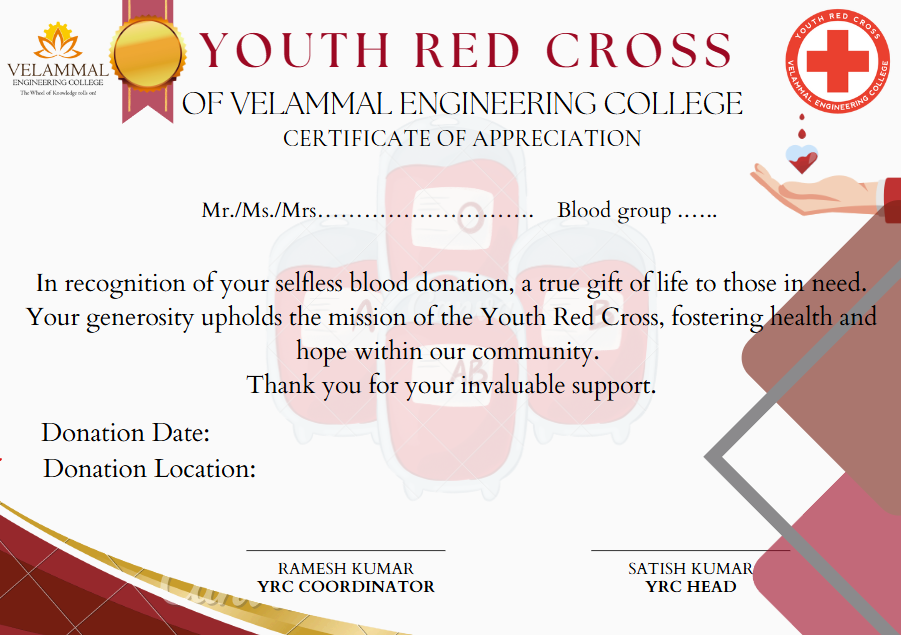 VELAMMAL
ENGINEERING COLLEGE
The Wheel of Knowledge rolls on!
YOUTH RED CROSS
OF VELAMMAL ENGINEERING COLLEGE
CERTIFICATE OF APPRECIATION
YOUTH RED CROSS
VELAMMAL ENGINEERING COLLEGE
Mr./Ms./Mrs............................ Blood group ......
O
A
B
AB
In recognition of your selfless blood donation, a true gift of life to those in need.
Your generosity upholds the mission of the Youth Red Cross, fostering health and
hope within our community.
Thank you for your invaluable support.
Donation Date:
Donation Location:
RAMESH KUMAR
YRC COORDINATOR
SATISH KUMAR
YRC HEAD